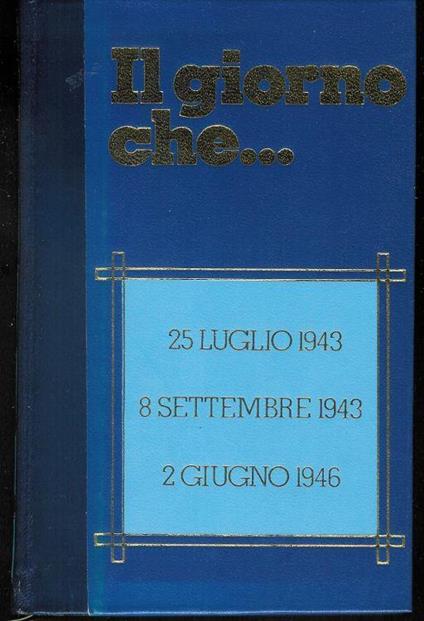 Il giorno
che...
25 LUGLIO 1943
8 SETTEMBRE 1943
2 GIUGNO 1946